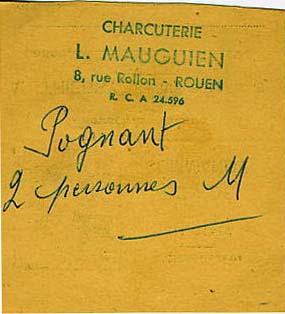 CHARCUTERIE
L. MAUGUIEN
8, rue Rollon - ROUEN
R. C. A 24.596
Pognant
2 personnes M